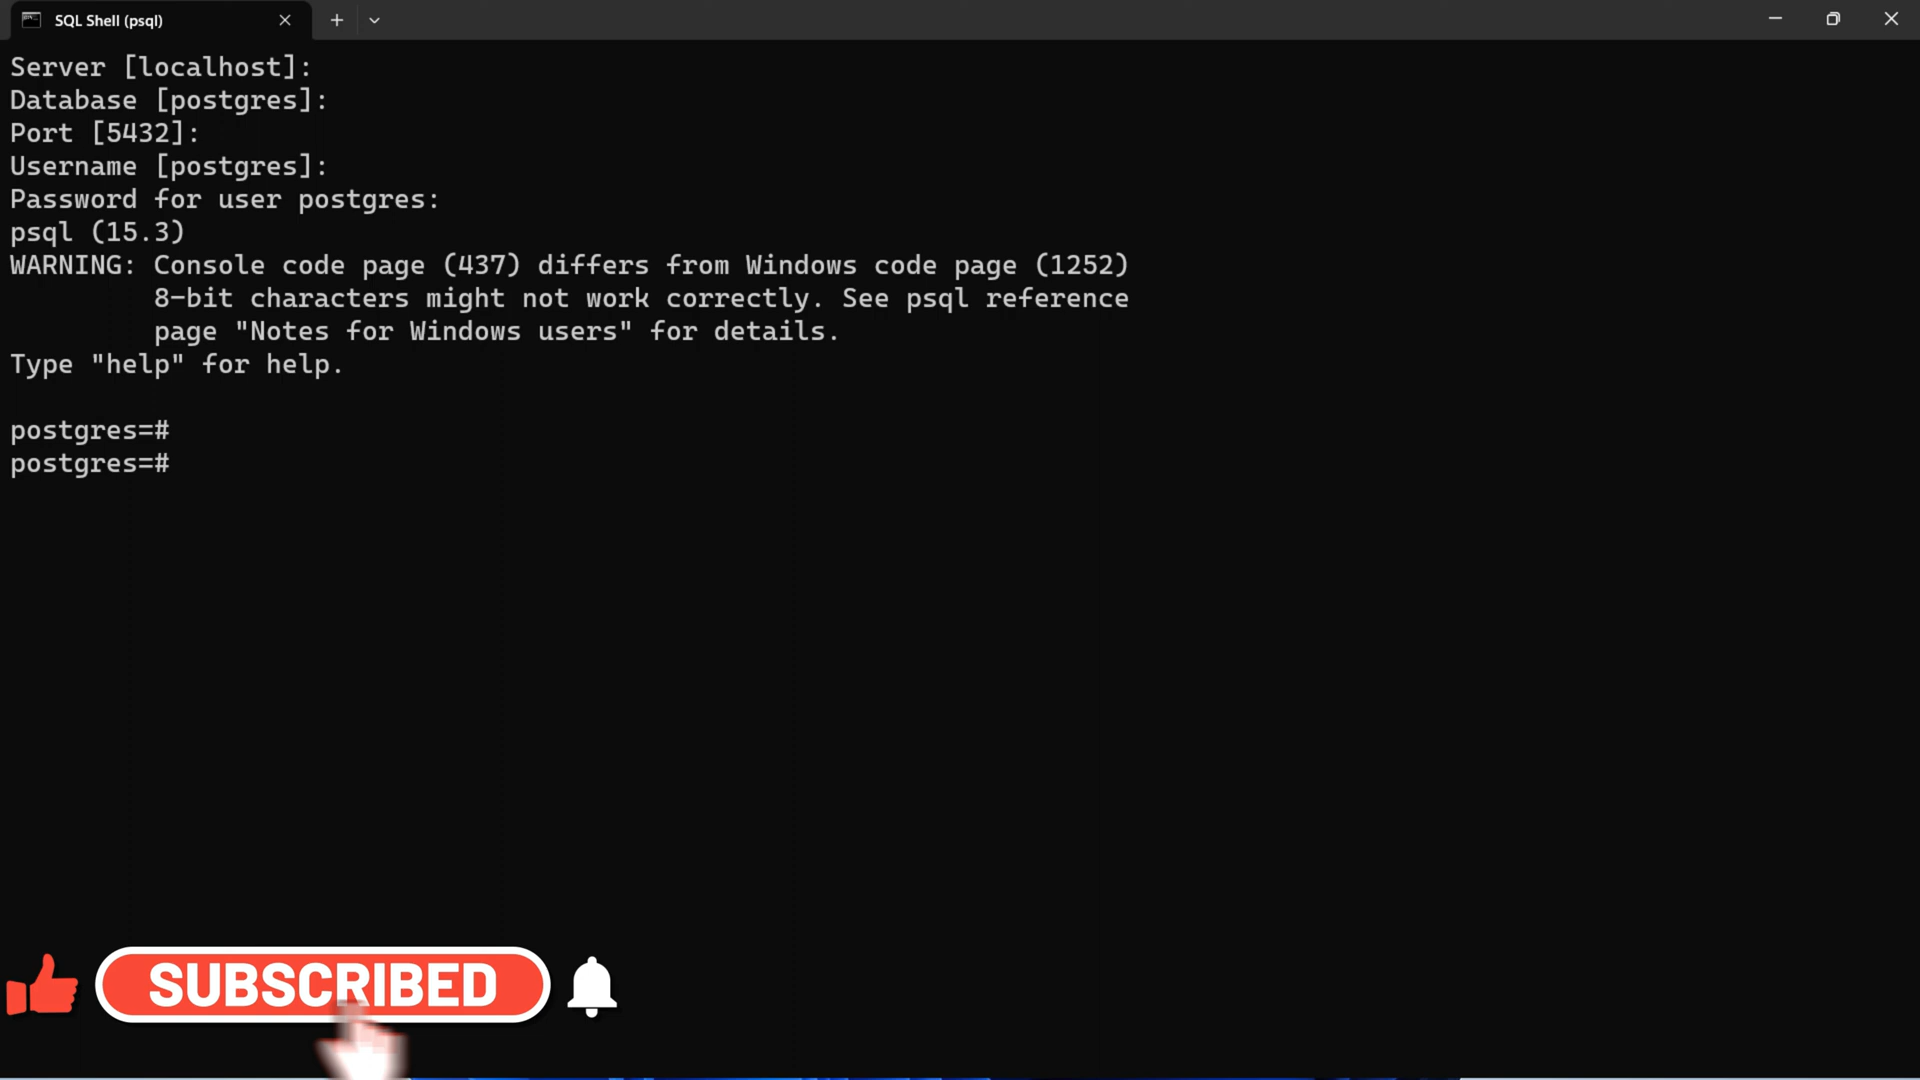 SQL Shell (psql)
Server [localhost]:
Database [postgres]:
Port [5432]:
Username [postgres]:
Password for user postgres:
psql (15.3)
WARNING: Console code page (437) differs from Windows code page (1252)
8-bit characters might not work correctly. See psql reference
page "Notes for Windows users" for details.
Type "help" for help.
postgres=#
postgres=#
SUBSCRIBED